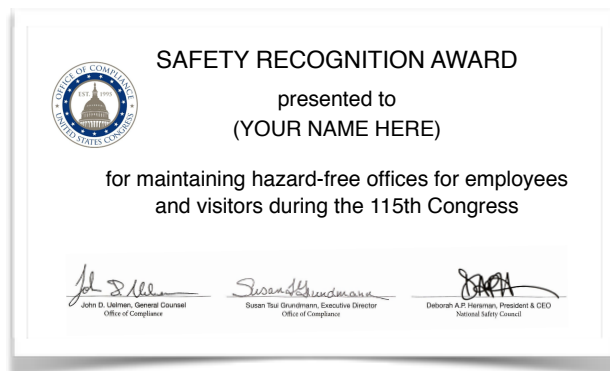 OFFICE OF COMPLIANCE
EST. 1995
UNITED STATES CONGRESS
SAFETY RECOGNITION AWARD
presented to
(YOUR NAME HERE)
for maintaining hazard-free offices for employees
and visitors during the 115th Congress
John D. Uelmen, General Counsel
Office of Compliance
Susan Tsui Grundmann, Executive Director
Office of Compliance
Deborah A.P. Hersman, President & CEO
National Safety Council